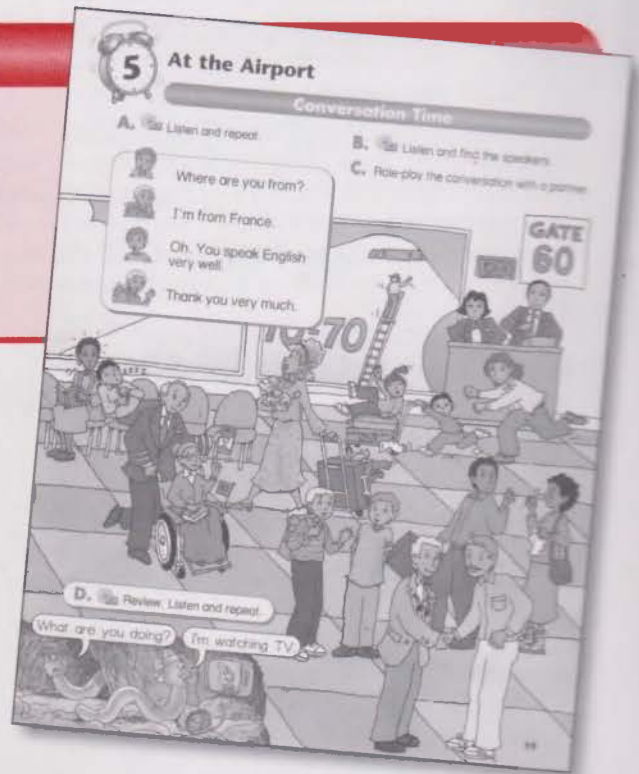 5 At the Airport
Conversation Time
A. Listen and repeat.
B. Listen and find the speakers.
C. Role-play the conversation with a partner.
Where are you from?
I'm from France.
Oh. You speak English
very well.
Thank you very much.
GATE
60
D. Review. Listen and repeat.
What are you doing?
I'm watching TV.